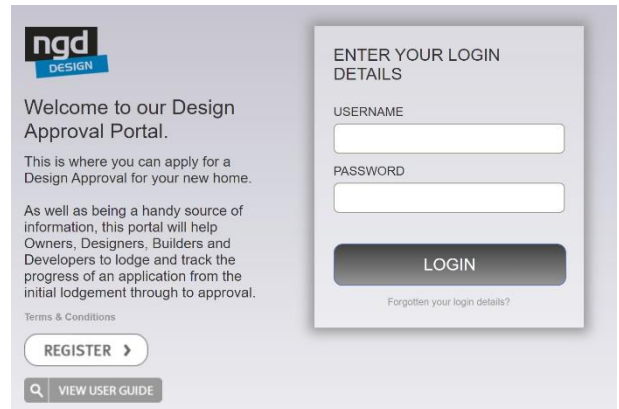 ngd
DESIGN
Welcome to our Design
Approval Portal.
This is where you can apply for a
Design Approval for your new home.
As well as being a handy source of
information, this portal will help
Owners, Designers, Builders and
Developers to lodge and track the
progress of an application from the
initial lodgement through to approval.
Terms & Conditions
REGISTER >
VIEW USER GUIDE
ENTER YOUR LOGIN
DETAILS
USERNAME
PASSWORD
LOGIN
Forgotten your login details?